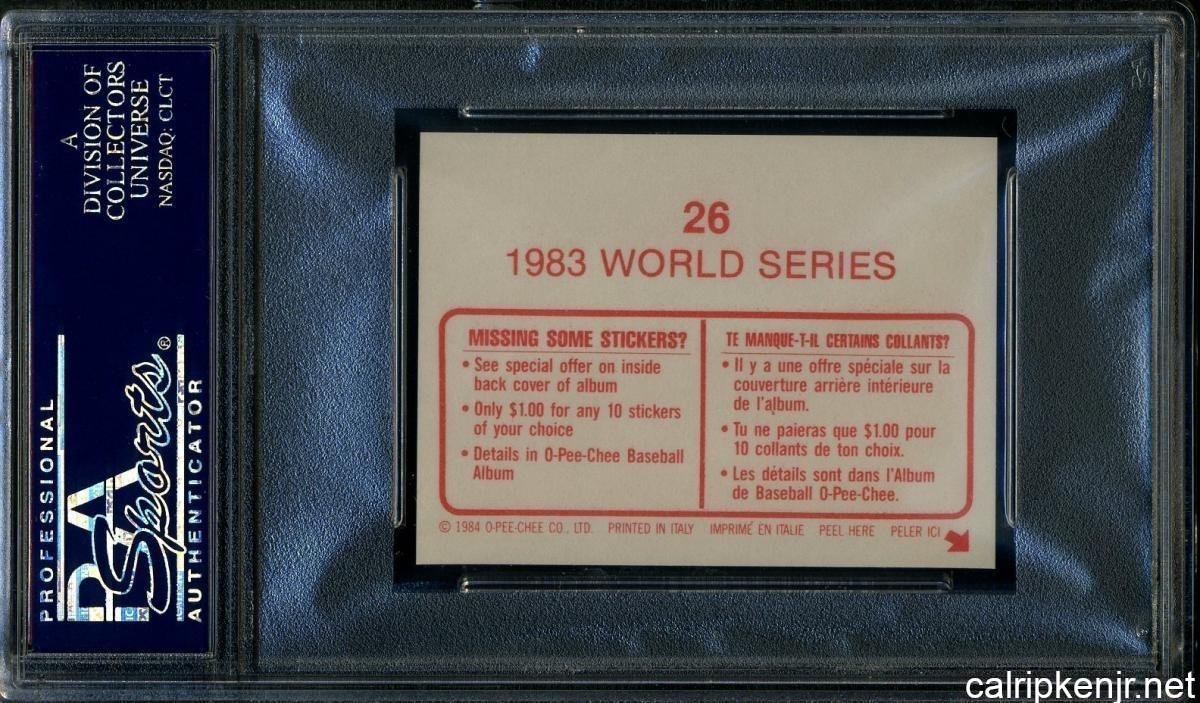 A
DIVISION OF
COLLECTORS
UNIVERSE
NASDAQ: CLCT
PROFESSIONAL
PSA
Sports®
AUTHENTICATOR
26
1983 WORLD SERIES
MISSING SOME STICKERS?
• See special offer on inside
back cover of album
• Only $1.00 for any 10 stickers
of your choice
• Details in O-Pee-Chee Baseball
Album
TE MANQUE-T-IL CERTAINS COLLANTS?
• Il y a une offre spéciale sur la
couverture arrière intérieure
de l'album.
• Tu ne paieras que $1.00 pour
10 collants de ton choix.
• Les détails sont dans l'Album
de Baseball O-Pee-Chee.
© 1984 O-PEE-CHEE CO., LTD. PRINTED IN ITALY IMPRIMÉ EN ITALIE PEEL HERE PELER ICI
calripkenjr.net